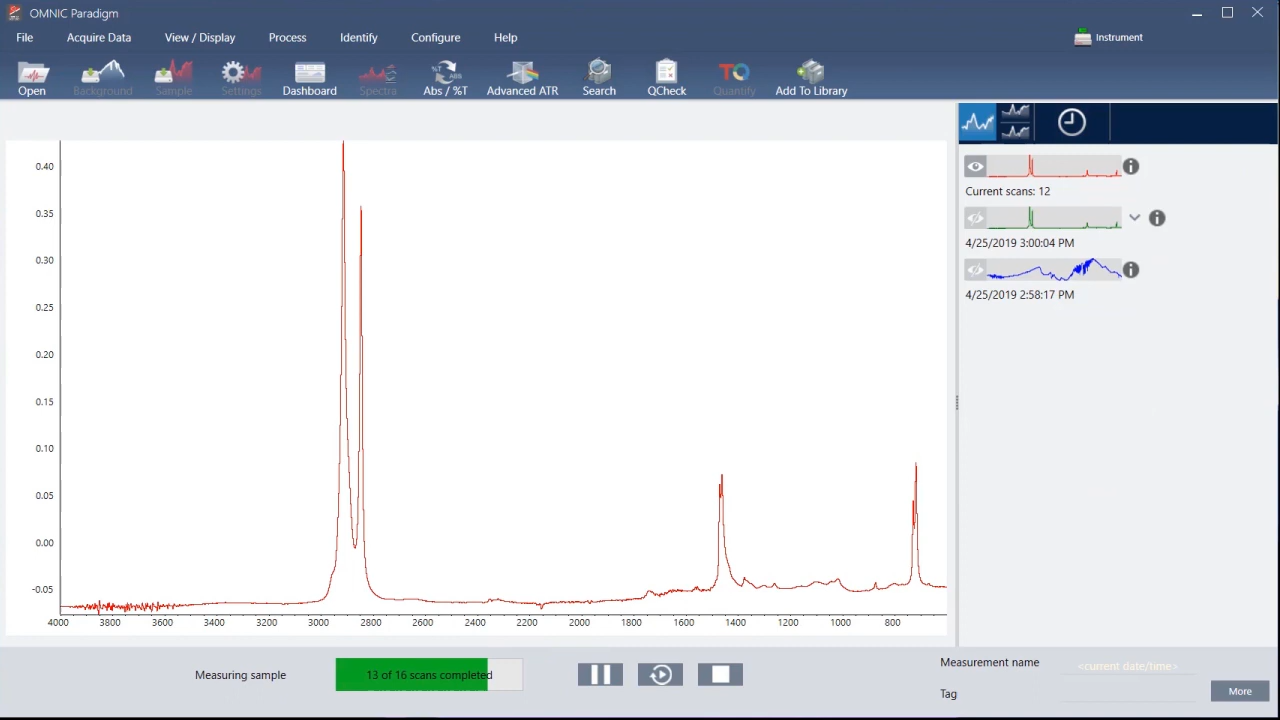 OMNIC Paradigm
File Acquire Data View / Display Process Identify Configure Help Instrument
Open Background Sample Settings Dashboard Spectra Abs / %T Advanced ATR Search QCheck Quantify Add To Library
0.40
0.35
0.30
0.25
0.20
0.15
0.10
0.05
0.00
-0.05
4000 3800 3600 3400 3200 3000 2800 2600 2400 2200 2000 1800 1600 1400 1200 1000 800
Current scans: 12
4/25/2019 3:00:04 PM
4/25/2019 2:58:17 PM
Measuring sample 13 of 16 scans completed
Measurement name <current date/time>
Tag More